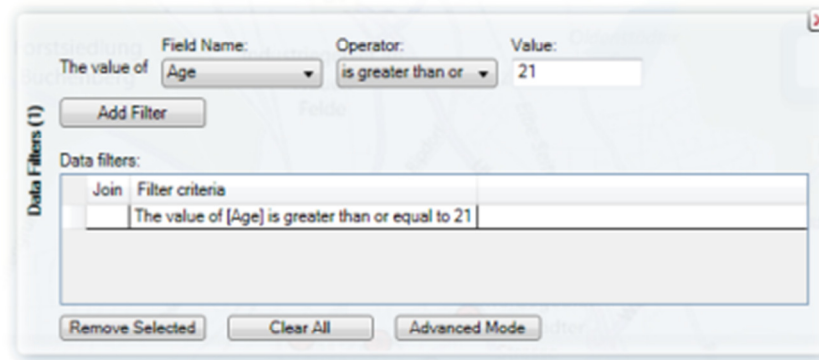 Field Name:
Operator:
Value:
The value of
Age
is greater than or
21
Add Filter
Data Filters (1)
Data filters:
Join
Filter criteria
The value of [Age] is greater than or equal to 21
Remove Selected
Clear All
Advanced Mode